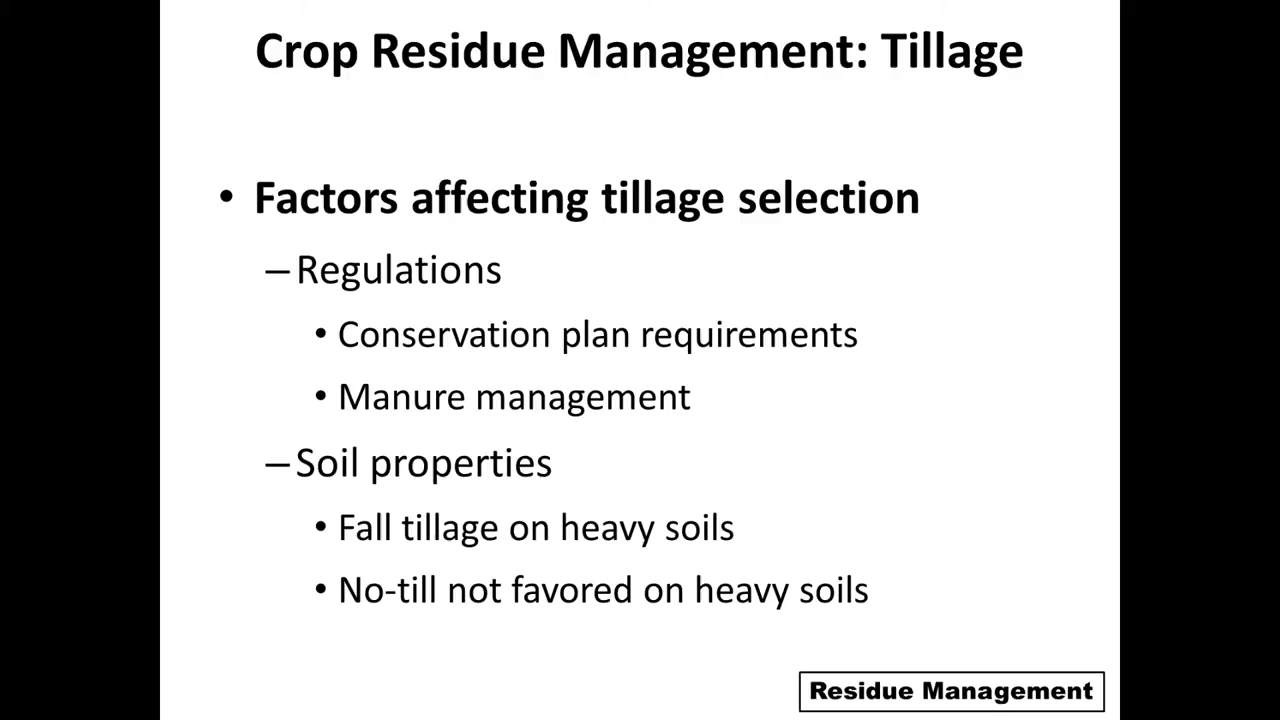 Crop Residue Management: Tillage
• Factors affecting tillage selection
– Regulations
• Conservation plan requirements
• Manure management
– Soil properties
• Fall tillage on heavy soils
• No-till not favored on heavy soils
Residue Management